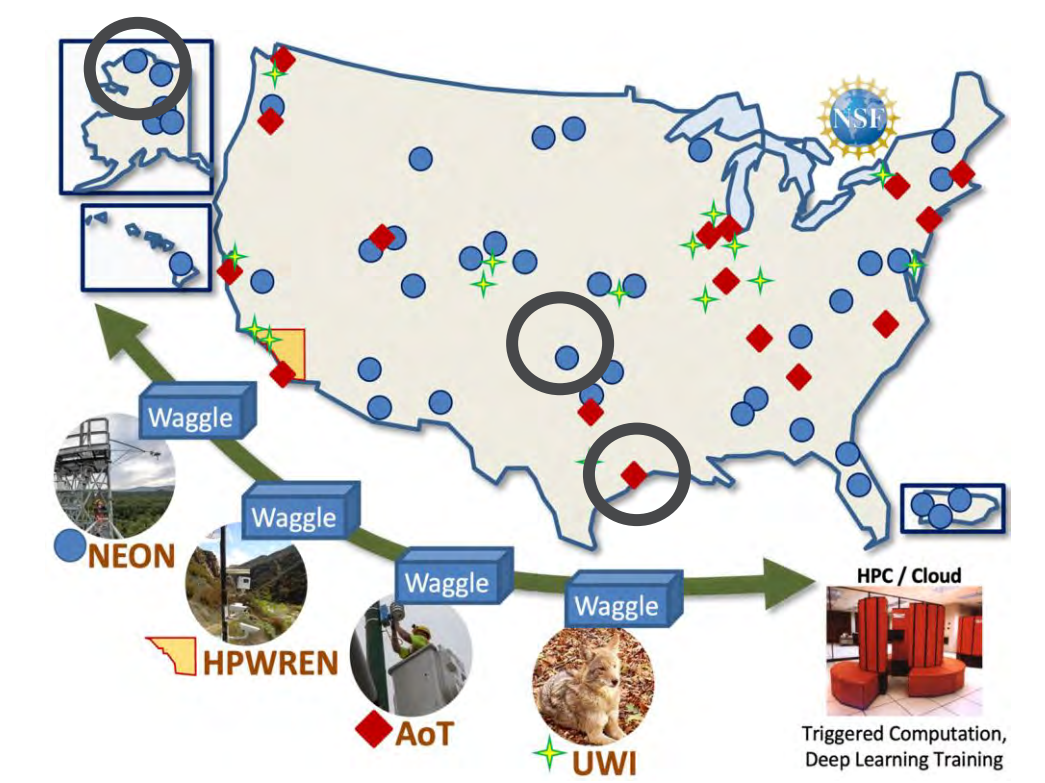 NSF
Waggle
Waggle
Waggle
Waggle
NEON
HPWREN
AoT
UWI
HPC / Cloud
Triggered Computation,
Deep Learning Training